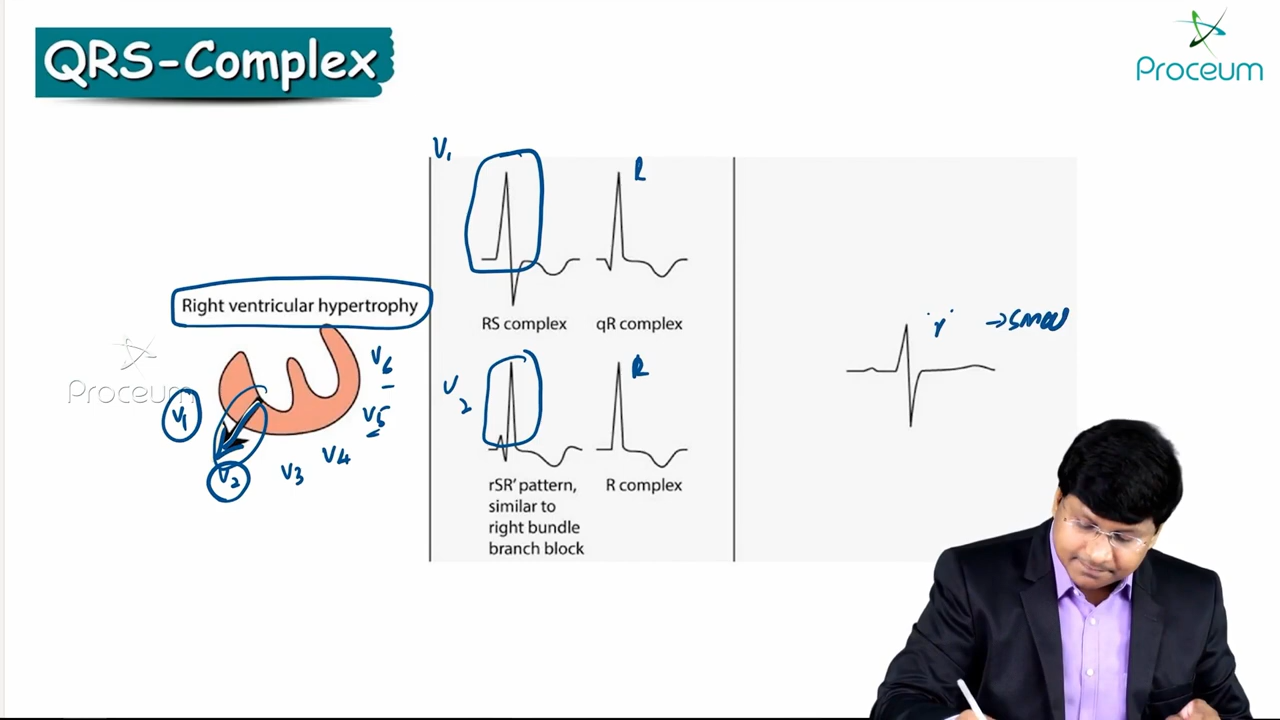 QRS-Complex
Proceum
V1
R
RS complex
qR complex
Right ventricular hypertrophy
Proceum
V1
V2
V3
V4
V5
V6
V2
R
rSR' pattern,
similar to
right bundle
branch block
R complex
'r' → small